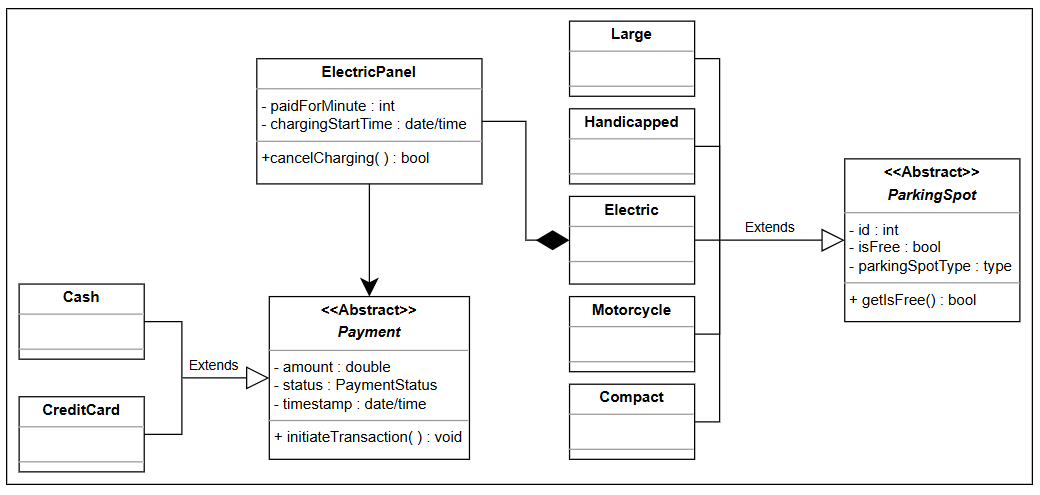 Large
ElectricPanel
- paidForMinute : int
- chargingStartTime : date/time
+cancelCharging( ) : bool
Handicapped
Electric
Motorcycle
Compact
Extends
<<Abstract>>
ParkingSpot
- id : int
- isFree : bool
- parkingSpotType : type
+ getIsFree() : bool
Cash
CreditCard
Extends
<<Abstract>>
Payment
- amount : double
- status : PaymentStatus
- timestamp : date/time
+ initiateTransaction( ) : void